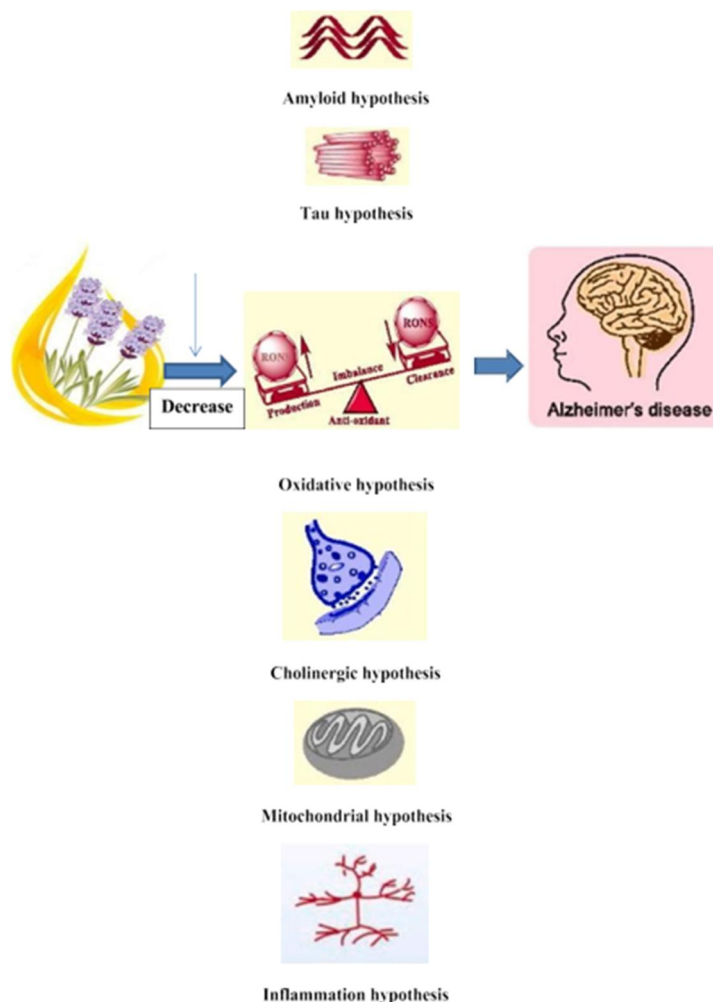 Amyloid hypothesis
Tau hypothesis
Decrease
RONS
RONS
Imbalance
Production
Clearance
Anti-oxidant
Alzheimer's disease
Oxidative hypothesis
Cholinergic hypothesis
Mitochondrial hypothesis
Inflammation hypothesis